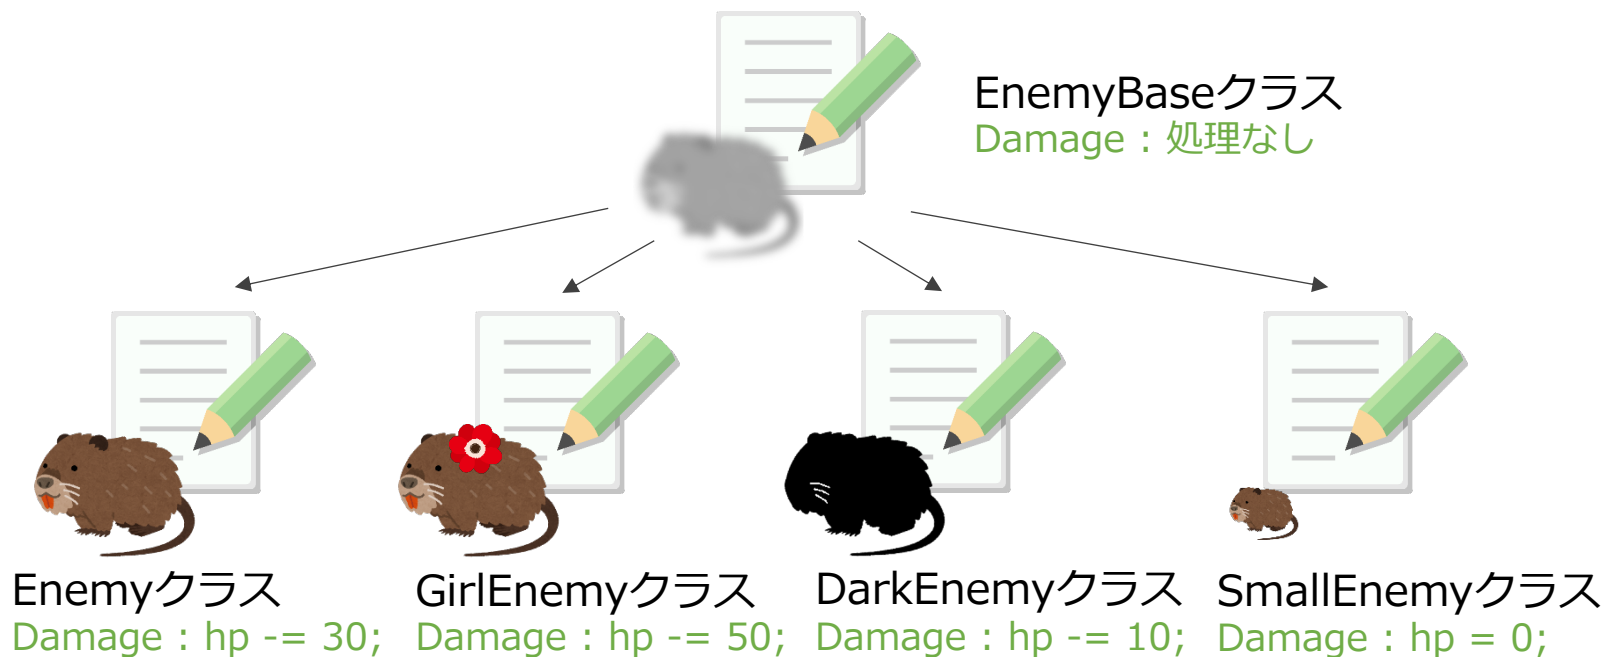 EnemyBaseクラス
Damage : 処理なし
Enemyクラス
Damage : hp -= 30;
GirlEnemyクラス
Damage : hp -= 50;
DarkEnemyクラス
Damage : hp -= 10;
SmallEnemyクラス
Damage : hp = 0;